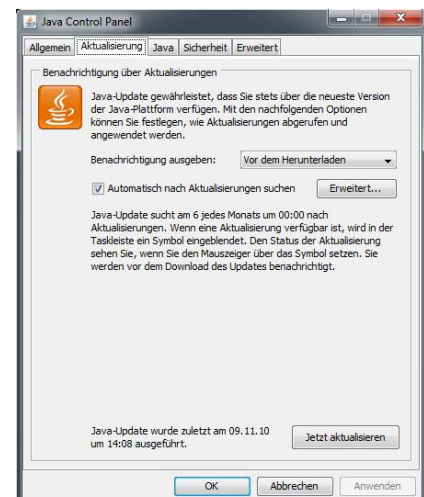 Java Control Panel
Allgemein Aktualisierung Java Sicherheit Erweitert
Benachrichtigung über Aktualisierungen
Java-Update gewährleistet, dass Sie stets über die neueste Version
der Java-Plattform verfügen. Mit den nachfolgenden Optionen
können Sie festlegen, wie Aktualisierungen abgerufen und
angewendet werden.
Benachrichtigung ausgeben: Vor dem Herunterladen
Automatisch nach Aktualisierungen suchen Erweitert...
Java-Update sucht am 6 jedes Monats um 00:00 nach
Aktualisierungen. Wenn eine Aktualisierung verfügbar ist, wird in der
Taskleiste ein Symbol eingeblendet. Den Status der Aktualisierung
sehen Sie, wenn Sie den Mauszeiger über das Symbol setzen. Sie
werden vor dem Download des Updates benachrichtigt.
Java-Update wurde zuletzt am 09.11.10
um 14:08 ausgeführt.
Jetzt aktualisieren
OK Abbrechen Anwenden